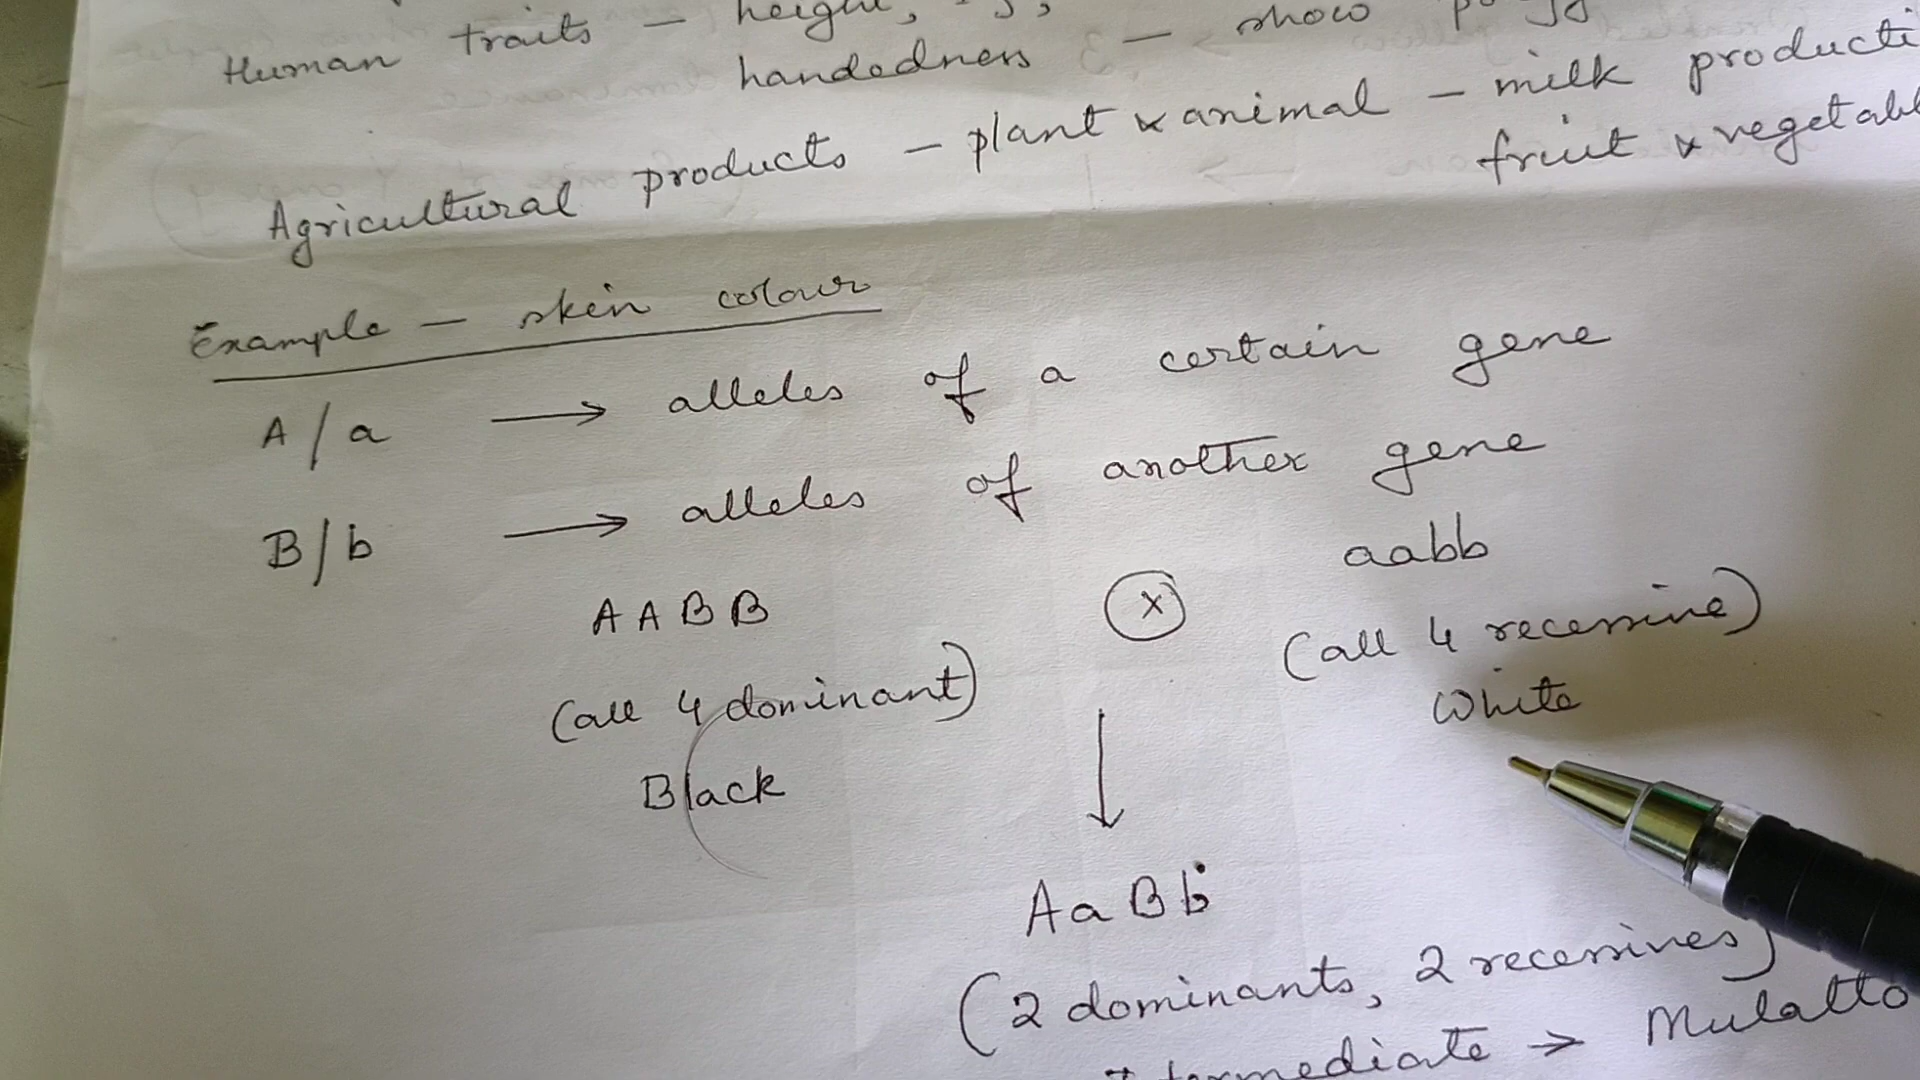 Human traits — height,
handedness — show
Agricultural products — plant & animal — milk producti
fruit & vegetabl
Example — skin colour
A/a → alleles of a certain gene
B/b → alleles of another gene
AABB ⓧ aabb
(all 4 dominant) (all 4 recessive)
Black White
↓
AaBb
(2 dominants, 2 recessives)
termediate → Mulatto